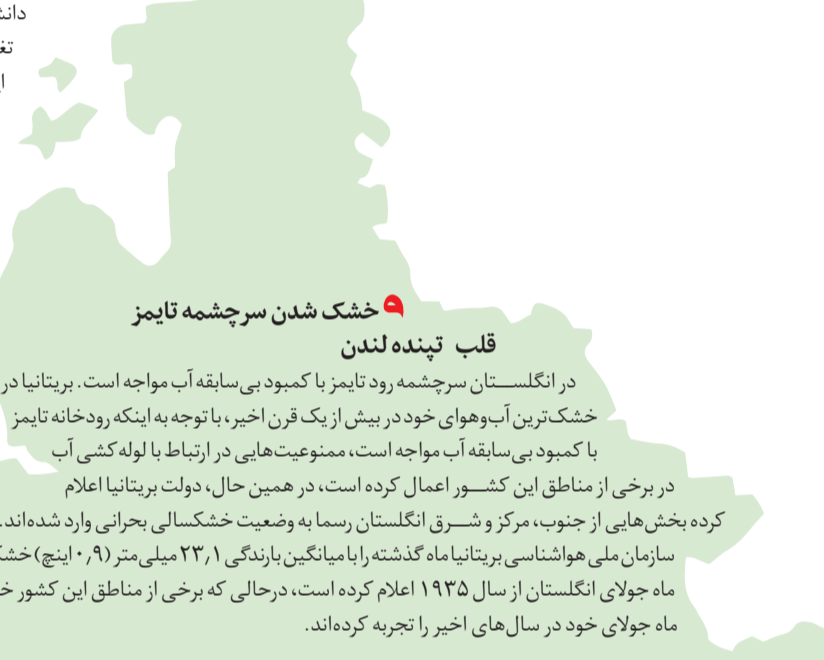 ۹ خشک شدن سرچشمه تایمز
قلب تپنده لندن
در انگلستان سرچشمه رود تایمز با کمبود بی‌سابقه آب مواجه است. بریتانیا در
خشک‌ترین آب‌وهوای خود در بیش از یک قرن اخیر، با توجه به اینکه رودخانه تایمز
با کمبود بی‌سابقه آب مواجه است، ممنوعیت‌هایی در ارتباط با لوله‌کشی آب
در برخی از مناطق این کشور اعمال کرده است، در همین حال، دولت بریتانیا اعلام
کرده بخش‌هایی از جنوب، مرکز و شرق انگلستان رسما به وضعیت خشکسالی بحرانی وارد شده‌اند.
سازمان ملی هواشناسی بریتانیا ماه گذشته را با میانگین بارندگی ۲۳٫۱ میلی‌متر (۰٫۹ اینچ)
ماه جولای انگلستان از سال ۱۹۳۵ اعلام کرده است، درحالی که برخی از مناطق این کشور
ماه جولای خود در سال‌های اخیر را تجربه کرده‌اند.